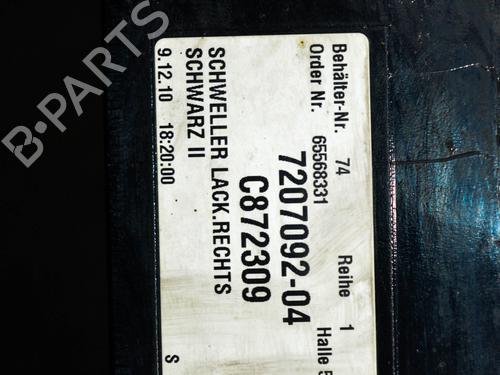 Behälter-Nr. 74 Reihe 1
Order Nr. 65568331 Halle
7207092-04
C872309
SCHWELLER LACK.RECHTS
SCHWARZ II
9.12.10 18:20:00 S
B-PARTS